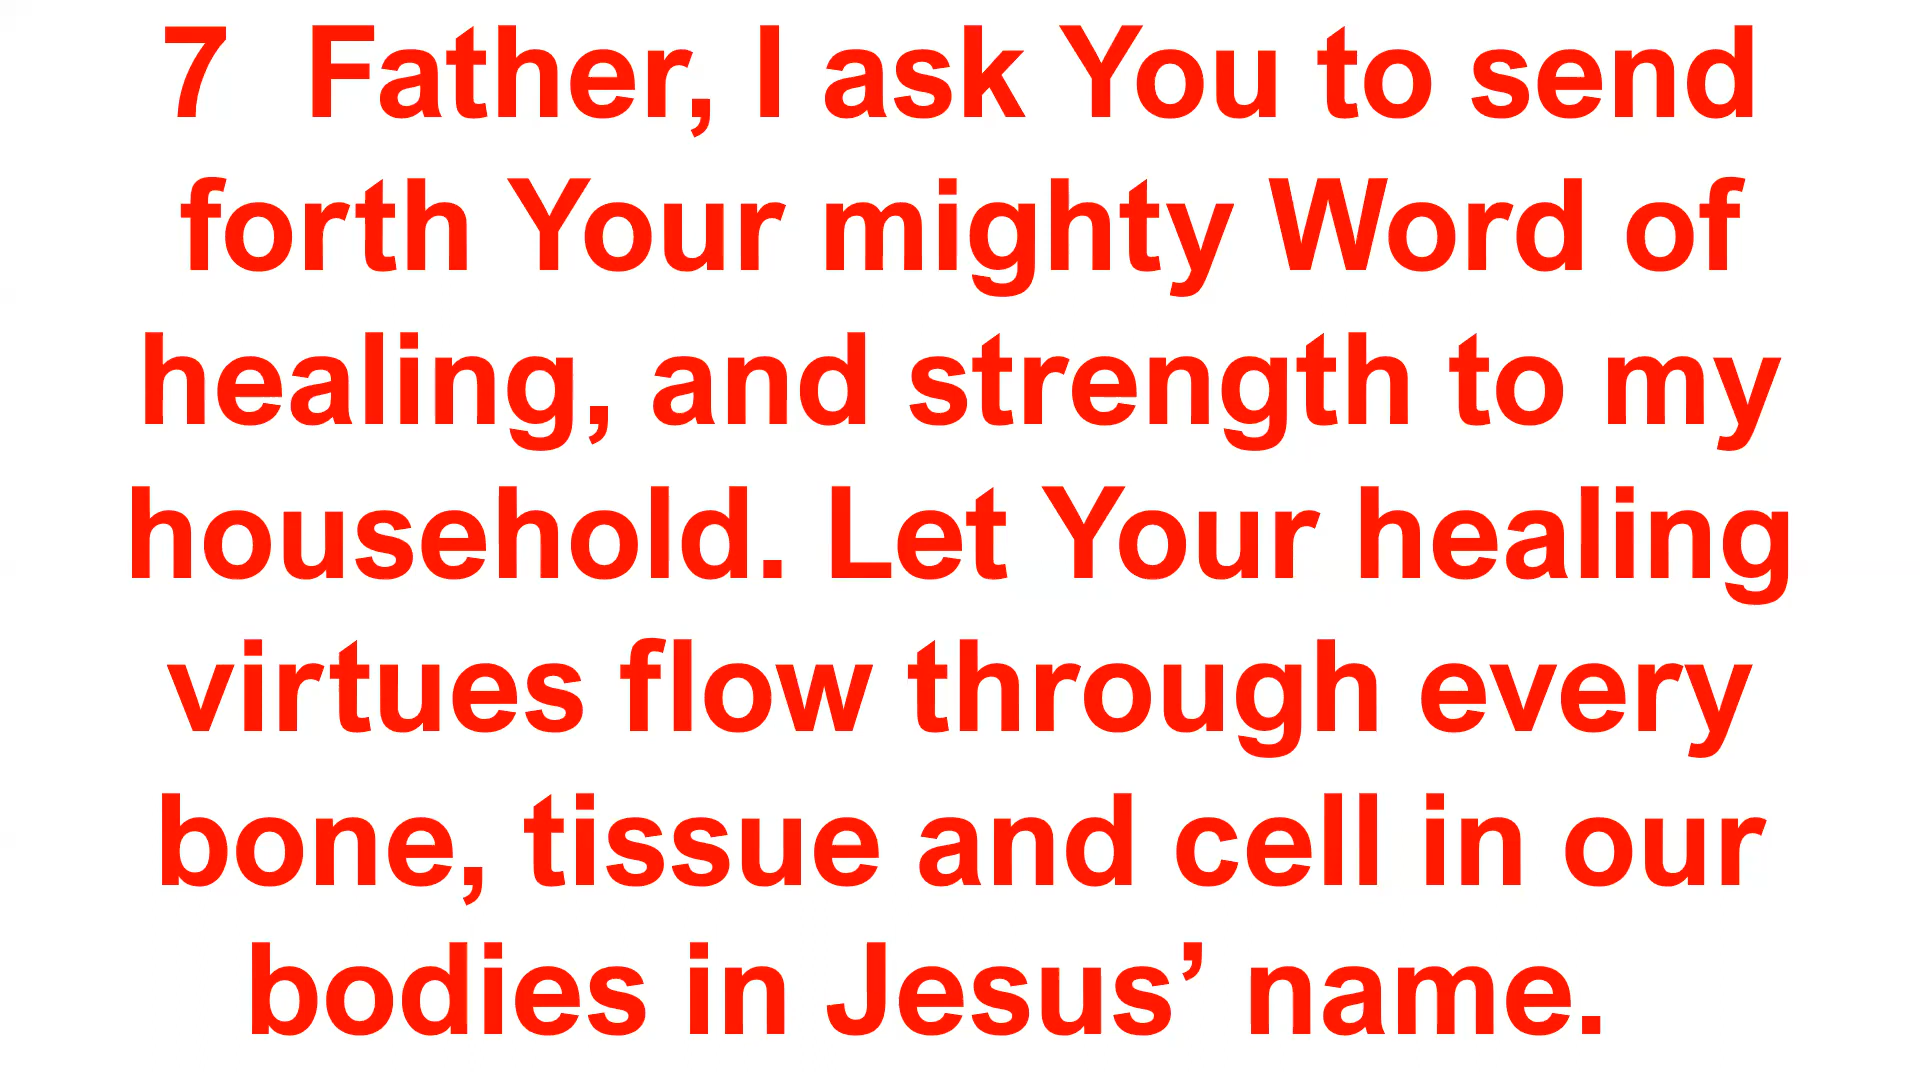 7  Father, I ask You to send
forth Your mighty Word of
healing, and strength to my
household. Let Your healing
virtues flow through every
bone, tissue and cell in our
bodies in Jesus’ name.